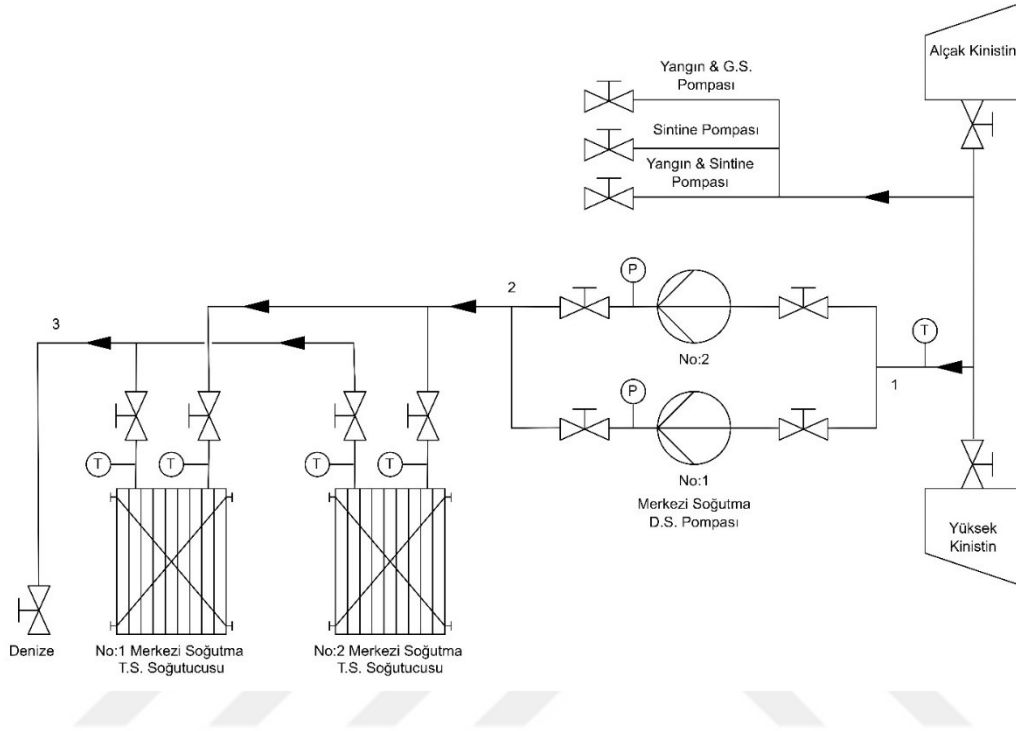 Alçak Kinistin
Yangın & G.S.
Pompası
Sintine Pompası
Yangın & Sintine
Pompası
P
2
3
No:2
T
1
P
T
T
T
T
No:1
Merkezi Soğutma
D.S. Pompası
Yüksek
Kinistin
Denize
No:1 Merkezi Soğutma
T.S. Soğutucusu
No:2 Merkezi Soğutma
T.S. Soğutucusu